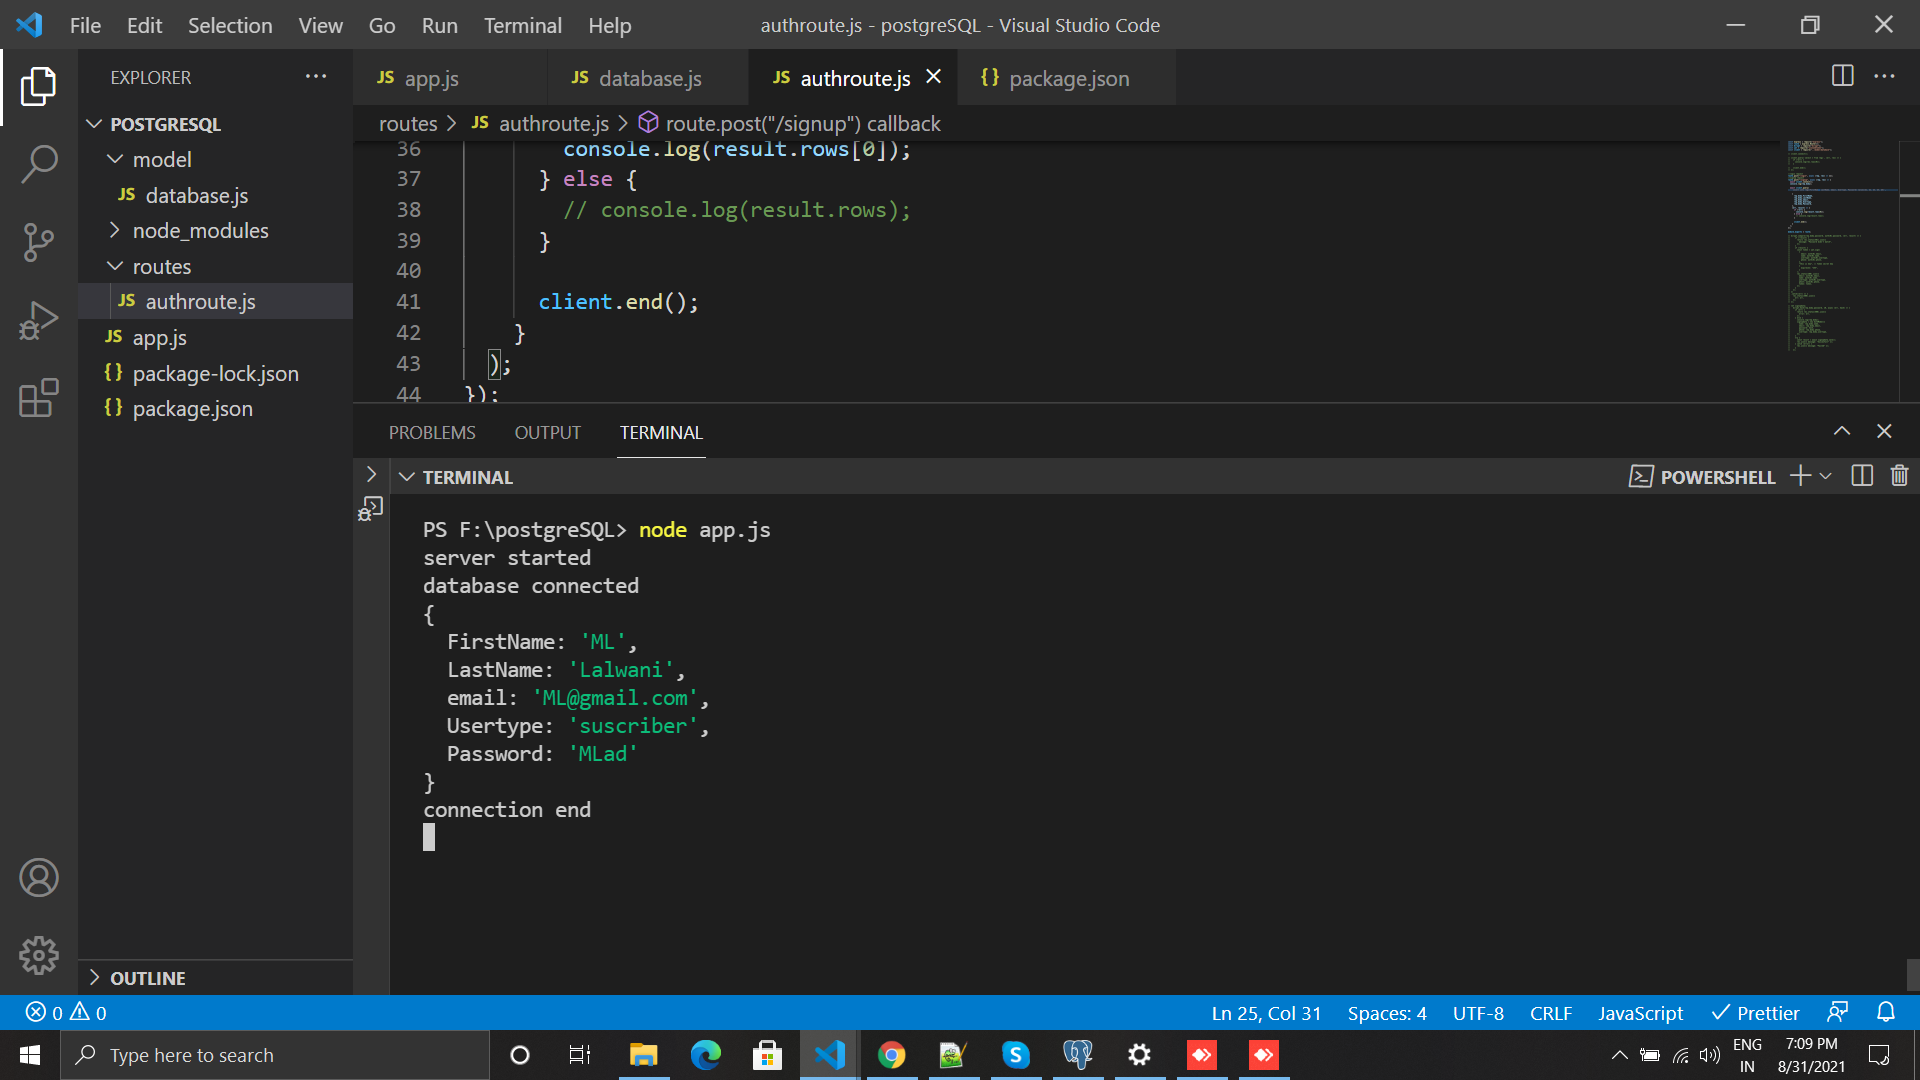 File Edit Selection View Go Run Terminal Help
authroute.js - postgreSQL - Visual Studio Code
EXPLORER
POSTGRESQL
model
JS database.js
node_modules
routes
JS authroute.js
JS app.js
{} package-lock.json
{} package.json
OUTLINE
JS app.js
JS database.js
JS authroute.js
{} package.json
routes > JS authroute.js > route.post("/signup") callback
36 console.log(result.rows[0]);
37 } else {
38 // console.log(result.rows);
39 }
40
41 client.end();
42 }
43 );
44 });
PROBLEMS OUTPUT TERMINAL
TERMINAL
POWERSHELL
PS F:\postgreSQL> node app.js
server started
database connected
{
FirstName: 'ML',
LastName: 'Lalwani',
email: 'ML@gmail.com',
Usertype: 'suscriber',
Password: 'MLad'
}
connection end
0 0
Ln 25, Col 31 Spaces: 4 UTF-8 CRLF JavaScript Prettier
Type here to search
ENG
IN
7:09 PM
8/31/2021